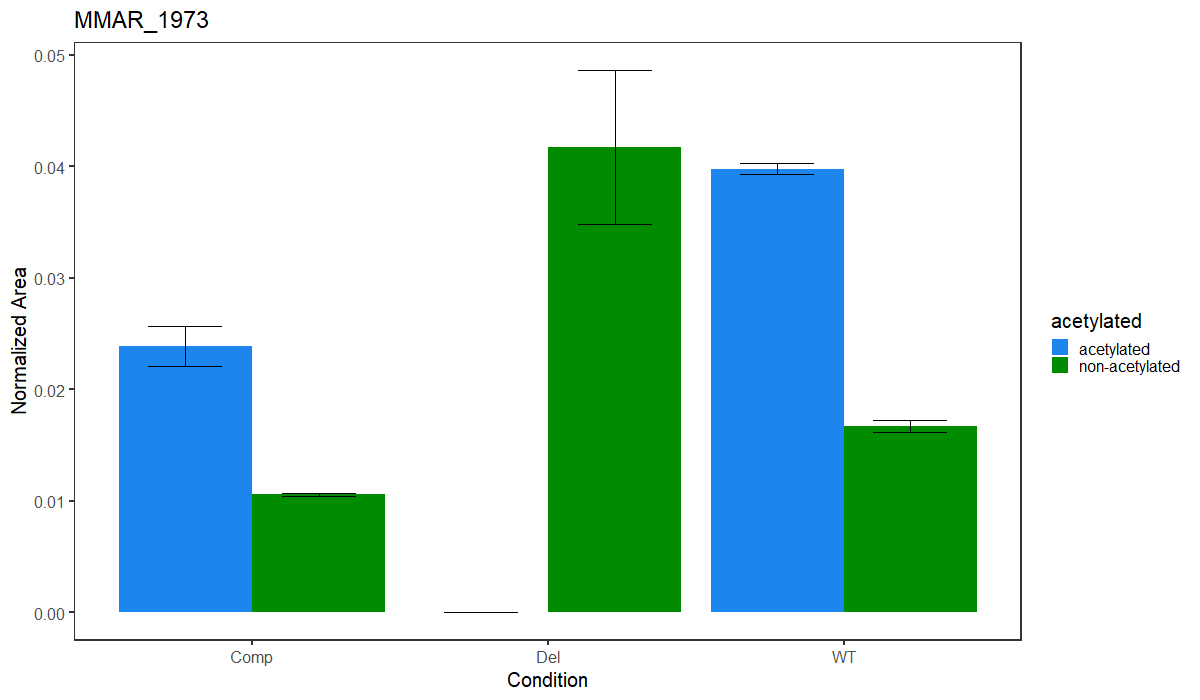 MMAR_1973
0.05
0.04
0.03
0.02
0.01
0.00
Normalized Area
Comp
Del
WT
Condition
acetylated
acetylated
non-acetylated